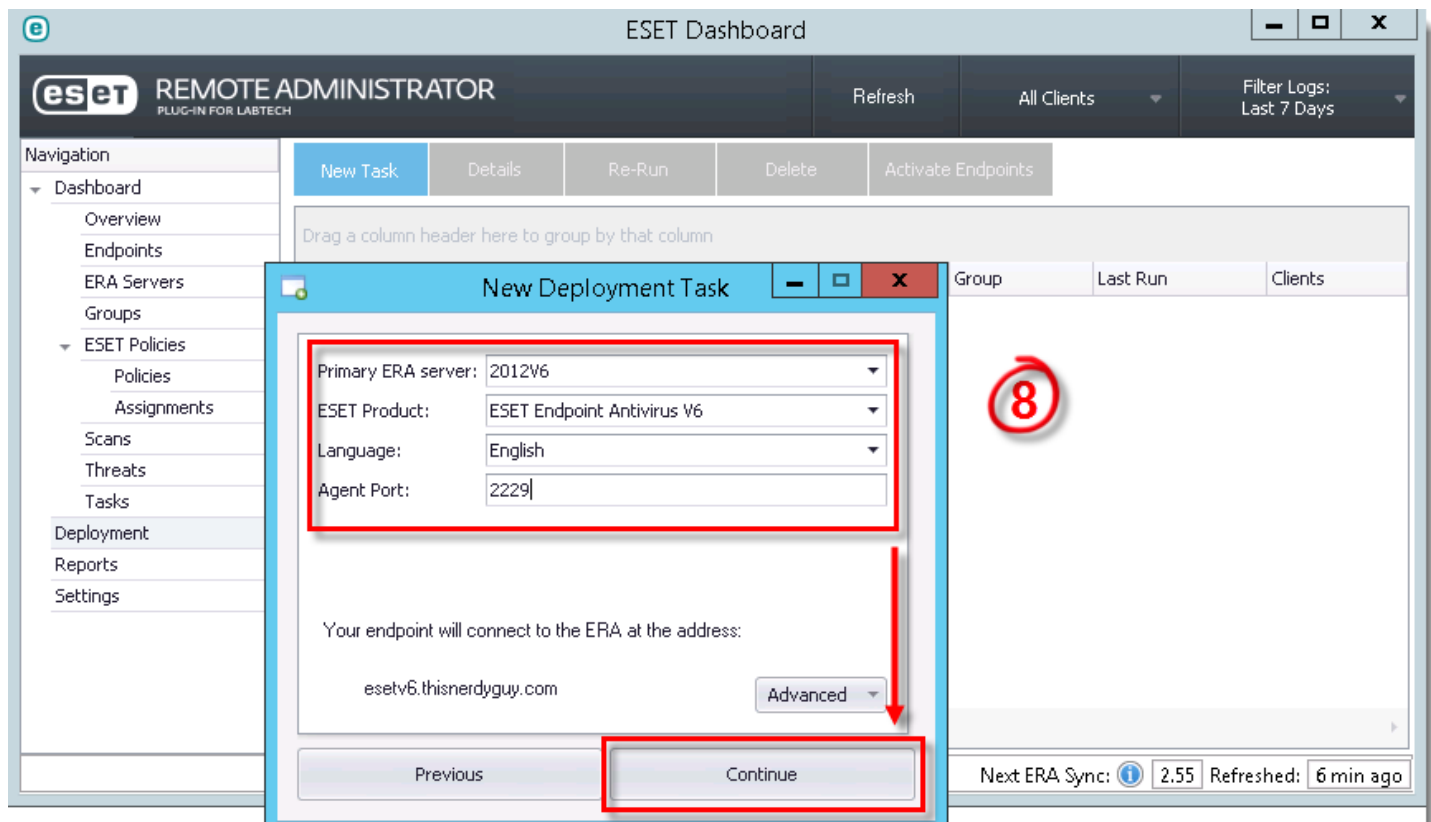 ESET Dashboard
eseT REMOTE ADMINISTRATOR
PLUG-IN FOR LABTECH
Refresh
All Clients
Filter Logs:
Last 7 Days
Navigation
Dashboard
Overview
Endpoints
ERA Servers
Groups
ESET Policies
Policies
Assignments
Scans
Threats
Tasks
Deployment
Reports
Settings
New Task Details Re-Run Delete Activate Endpoints
Drag a column header here to group by that column
Group Last Run Clients
New Deployment Task
Primary ERA server: 2012V6
ESET Product: ESET Endpoint Antivirus V6
Language: English
Agent Port: 2229
8
Your endpoint will connect to the ERA at the address:
esetv6.thisnerdyguy.com
Advanced
Previous Continue
Next ERA Sync: 2.55 Refreshed: 6 min ago